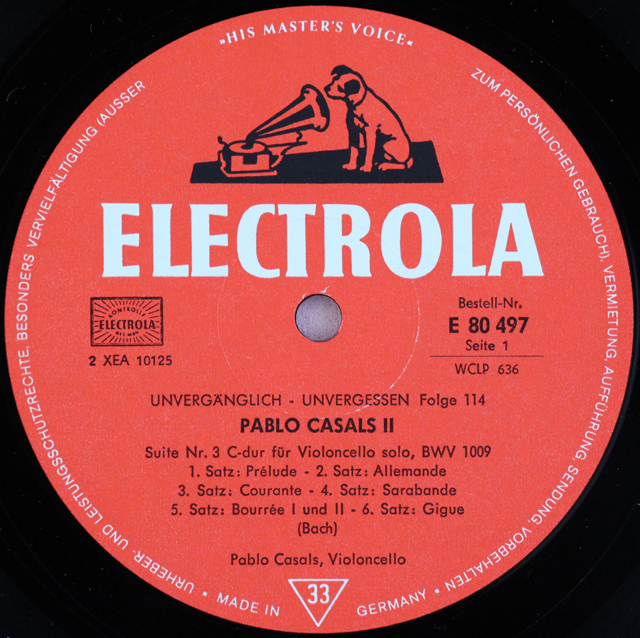 »HIS MASTER'S VOICE«
URHEBER- UND LEISTUNGSSCHUTZRECHTE, BESONDERS VERVIELFÄLTIGUNG (AUSSER
ZUM PERSÖNLICHEN GEBRAUCH), VERMIETUNG, AUFFÜHRUNG, SENDUNG, VORBEHALTEN
ELECTROLA
ELECTROLA
2 XEA 10125
Bestell-Nr.
E 80 497
Seite 1
WCLP 636
UNVERGÄNGLICH - UNVERGESSEN Folge 114
PABLO CASALS II
Suite Nr. 3 C-dur für Violoncello solo, BWV 1009
1. Satz: Prélude - 2. Satz: Allemande
3. Satz: Courante - 4. Satz: Sarabande
5. Satz: Bourrée I und II - 6. Satz: Gigue
(Bach)
Pablo Casals, Violoncello
• MADE IN
33
GERMANY •